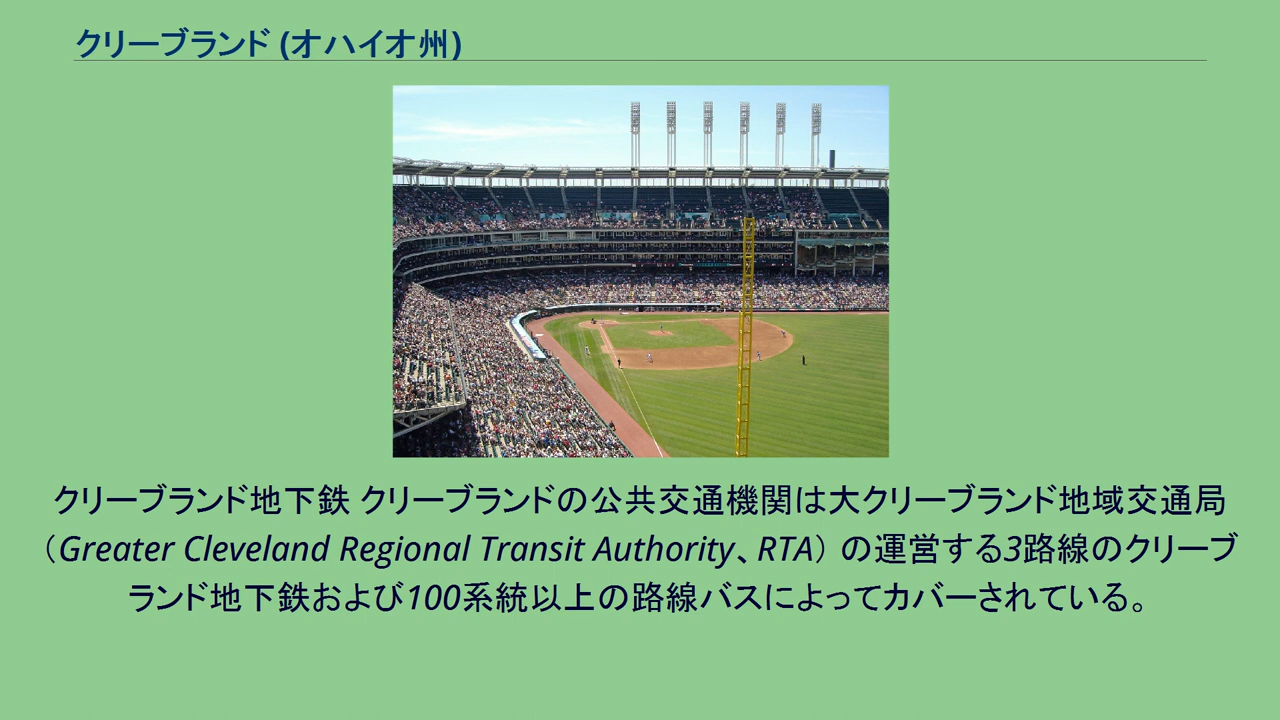 クリーブランド (オハイオ州)
クリーブランド地下鉄 クリーブランドの公共交通機関は大クリーブランド地域交通局
（Greater Cleveland Regional Transit Authority、RTA） の運営する3路線のクリーブ
ランド地下鉄および100系統以上の路線バスによってカバーされている。